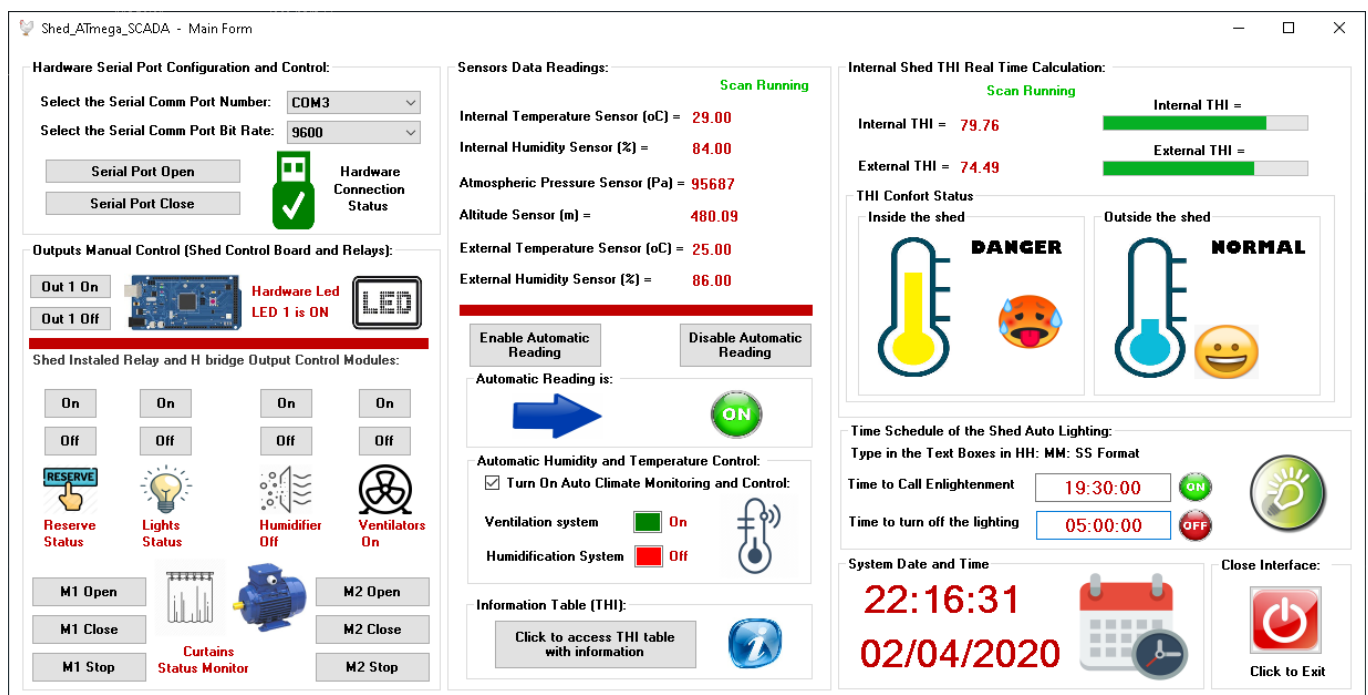 Shed_ATmega_SCADA - Main Form
Hardware Serial Port Configuration and Control:
Select the Serial Comm Port Number: COM3
Select the Serial Comm Port Bit Rate: 9600
Serial Port Open
Serial Port Close
Hardware
Connection
Status
Outputs Manual Control (Shed Control Board and Relays):
Out 1 On
Out 1 Off
Hardware Led
LED 1 is ON
LED
Shed Instaled Relay and H bridge Output Control Modules:
On On On On
Off Off Off Off
RESERVE
Reserve
Status
Lights
Status
Humidifier
Off
Ventilators
On
M1 Open
M1 Close
M1 Stop
Curtains
Status Monitor
M2 Open
M2 Close
M2 Stop
Sensors Data Readings:
Scan Running
Internal Temperature Sensor (oC) = 29.00
Internal Humidity Sensor (%) = 84.00
Atmospheric Pressure Sensor (Pa) = 95687
Altitude Sensor (m) = 480.09
External Temperature Sensor (oC) = 25.00
External Humidity Sensor (%) = 86.00
Enable Automatic
Reading
Disable Automatic
Reading
Automatic Reading is:
ON
Automatic Humidity and Temperature Control:
Turn On Auto Climate Monitoring and Control:
Ventilation system On
Humidification System Off
Information Table (THI):
Click to access THI table
with information
Internal Shed THI Real Time Calculation:
Scan Running
Internal THI = 79.76
Internal THI =
External THI = 74.49
External THI =
THI Confort Status
Inside the shed
DANGER
Outside the shed
NORMAL
Time Schedule of the Shed Auto Lighting:
Type in the Text Boxes in HH: MM: SS Format
Time to Call Enlightenment 19:30:00 ON
Time to turn off the lighting 05:00:00 OFF
System Date and Time
22:16:31
02/04/2020
Close Interface:
Click to Exit